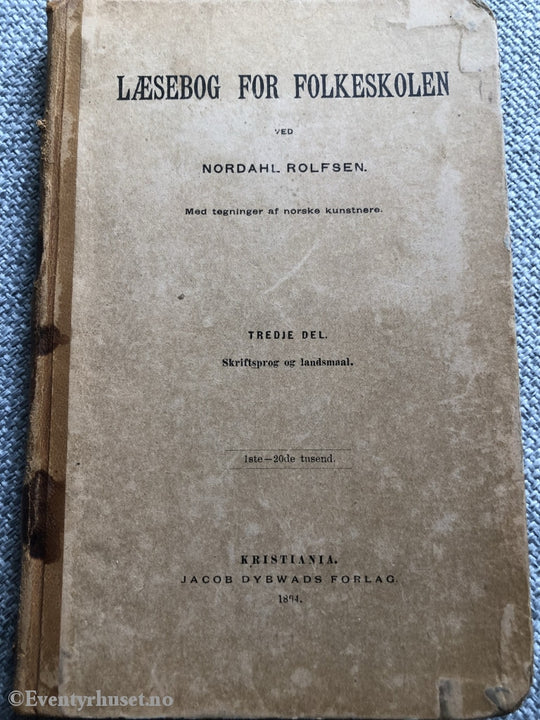 LÆSEBOG FOR FOLKESKOLEN
VED
NORDAHL ROLFSEN.
Med tegninger af norske kunstnere.
TREDJE DEL.
Skriftsprog og landsmaal.
1ste—20de tusend.
KRISTIANIA.
JACOB DYBWADS FORLAG.
1894.
©Eventyrhuset.no